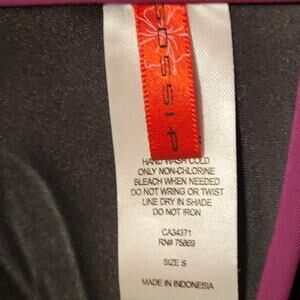 GOSSIP
HAND WASH COLD
ONLY NON-CHLORINE
BLEACH WHEN NEEDED
DO NOT WRING OR TWIST
LINE DRY IN SHADE
DO NOT IRON
CA34371
RN# 75869
SIZE S
MADE IN INDONESIA